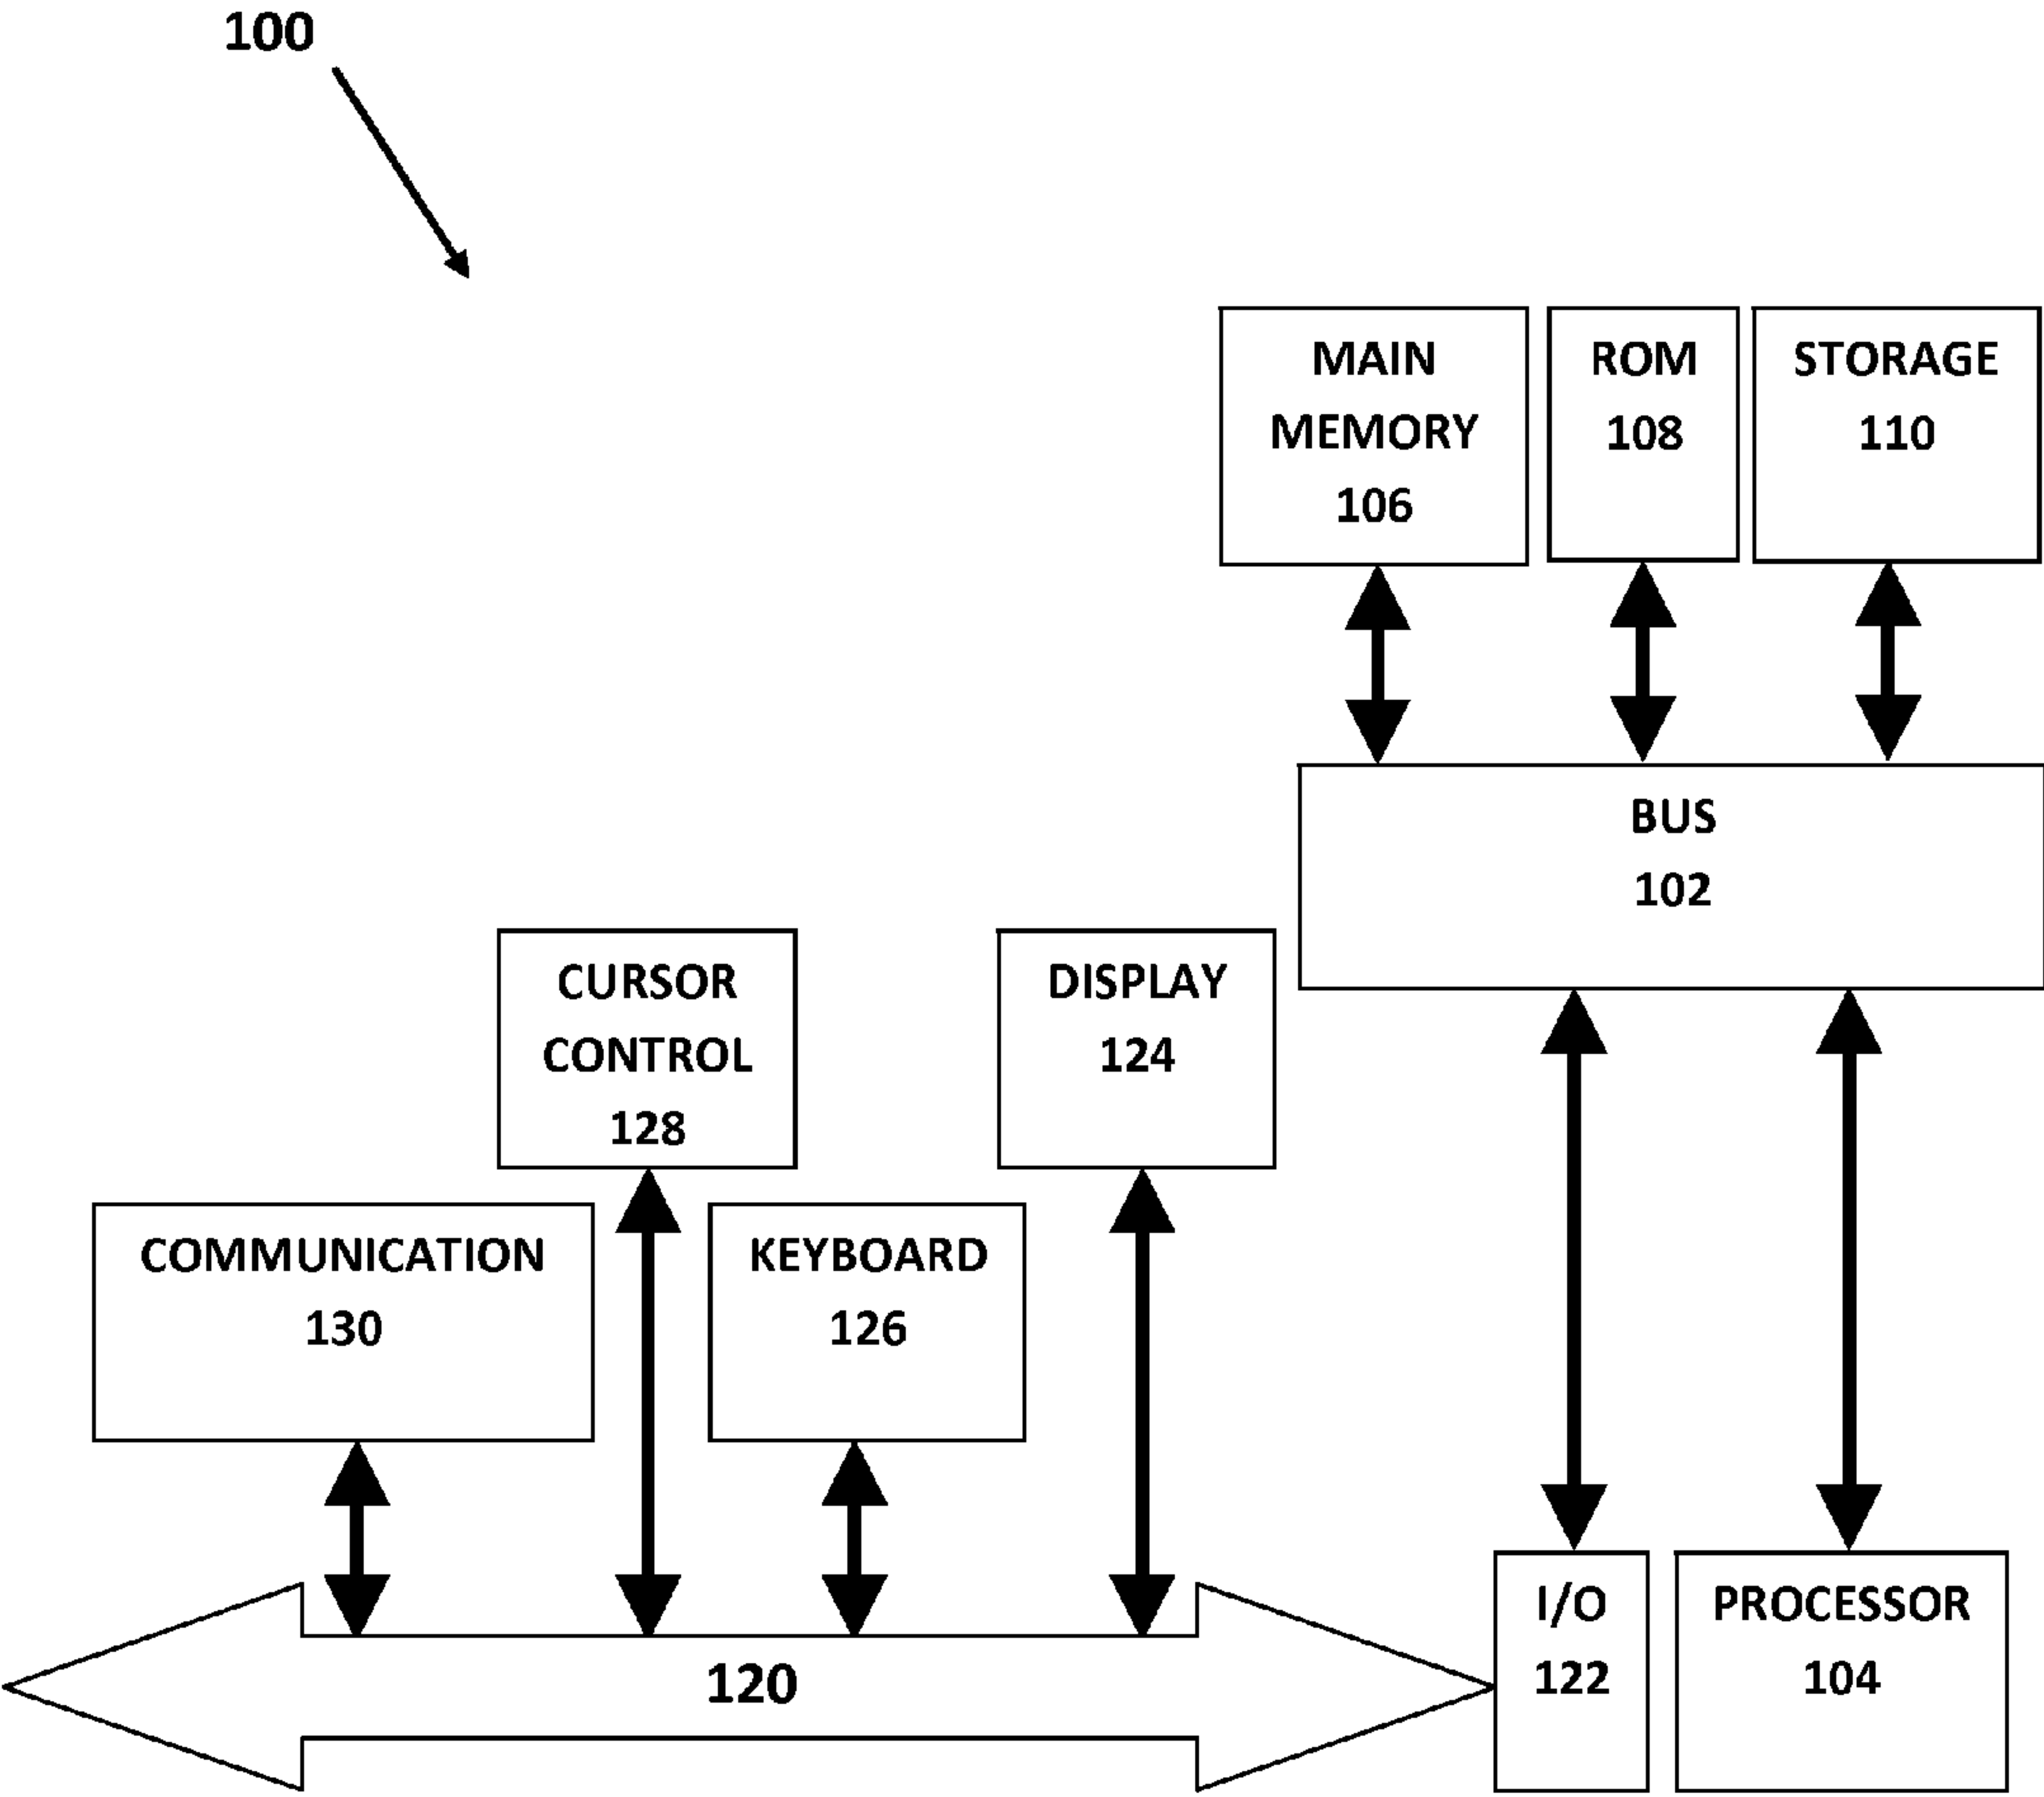 100
MAIN
MEMORY
106
ROM
108
STORAGE
110
BUS
102
CURSOR
CONTROL
128
DISPLAY
124
COMMUNICATION
130
KEYBOARD
126
120
I/O
122
PROCESSOR
104